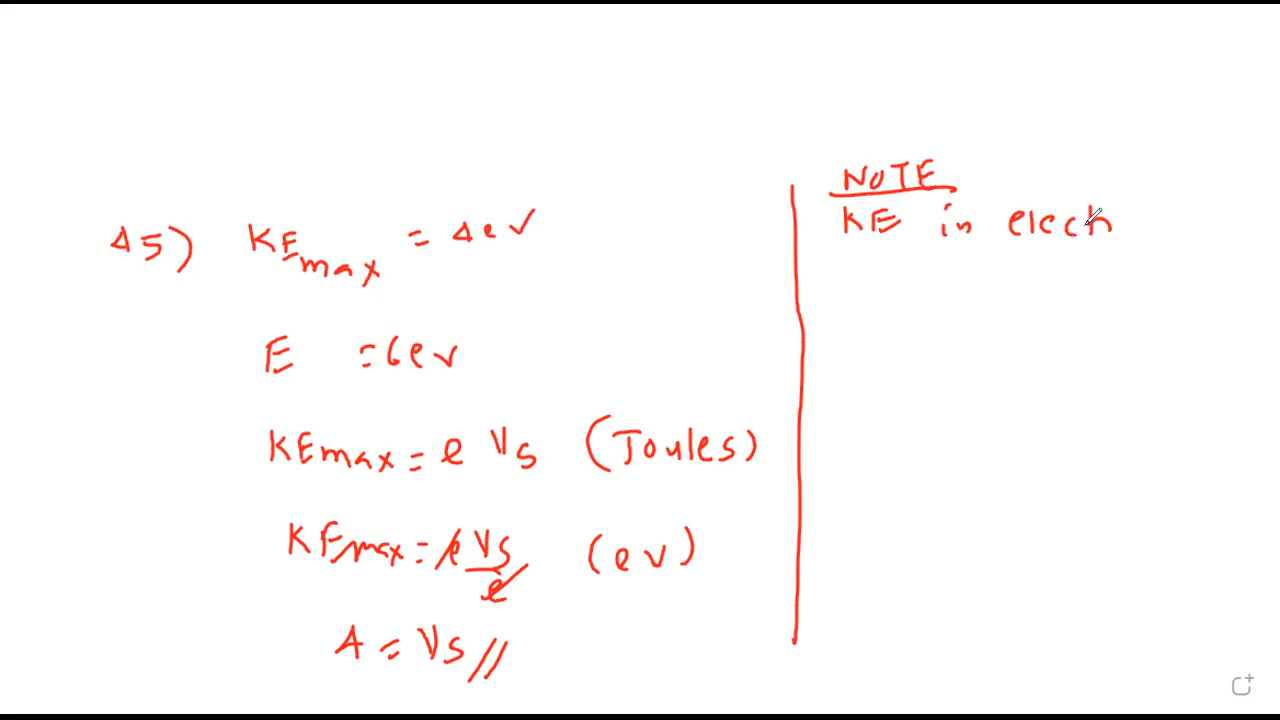 45) KEmax = 4ev
E = 6ev
KEmax = e Vs (Joules)
KEmax = eVs/e (ev)
4 = Vs //
NOTE
KE in elect